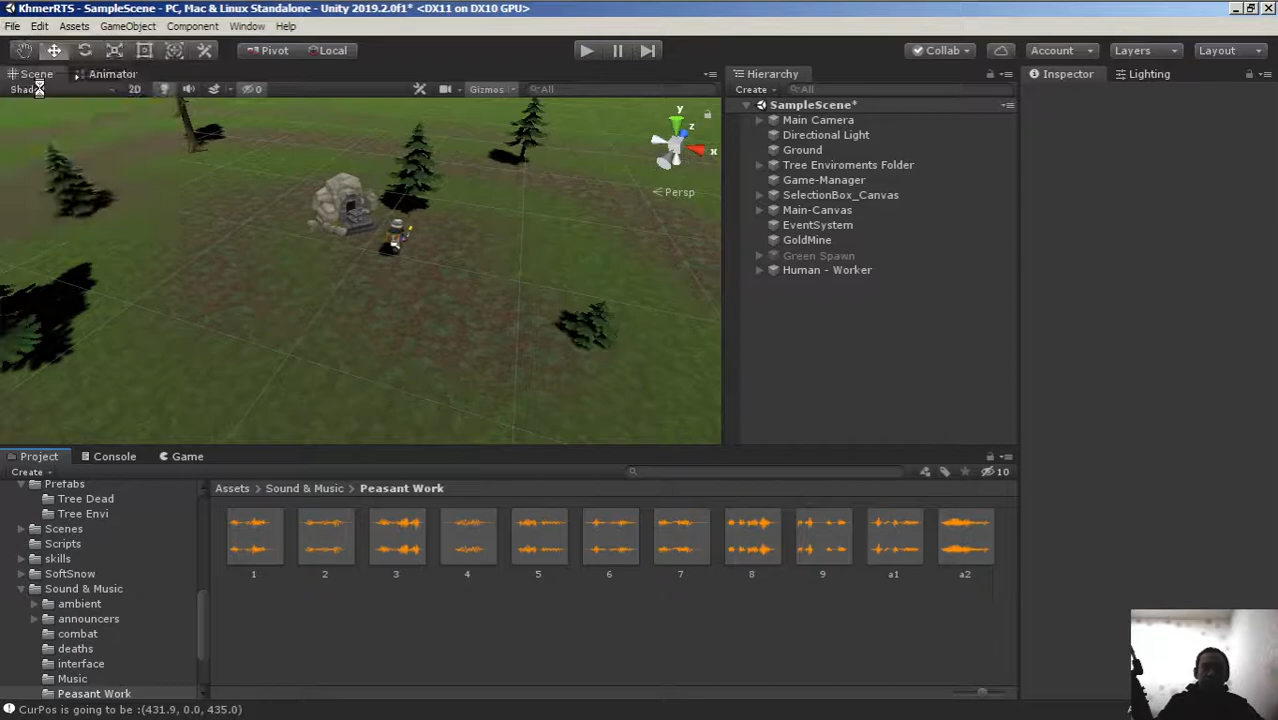 KhmerRTS - SampleScene - PC, Mac & Linux Standalone - Unity 2019.2.0f1* <DX11 on DX10 GPU>
File Edit Assets GameObject Component Window Help
Pivot Local Collab Account Layers Layout
Scene Animator Hierarchy Inspector Lighting
2D 0 Gizmos All Create All
SampleScene*
Main Camera
Directional Light
Ground
Tree Enviroments Folder
Game-Manager
SelectionBox_Canvas
Main-Canvas
EventSystem
GoldMine
Green Spawn
Human - Worker
y
z
x
Persp
Project Console Game
Create 10
Prefabs
Tree Dead
Tree Envi
Scenes
Scripts
skills
SoftSnow
Sound & Music
ambient
announcers
combat
deaths
interface
Music
Peasant Work
Assets Sound & Music Peasant Work
1 2 3 4 5 6 7 8 9 a1 a2
CurPos is going to be :(431.9, 0.0, 435.0)